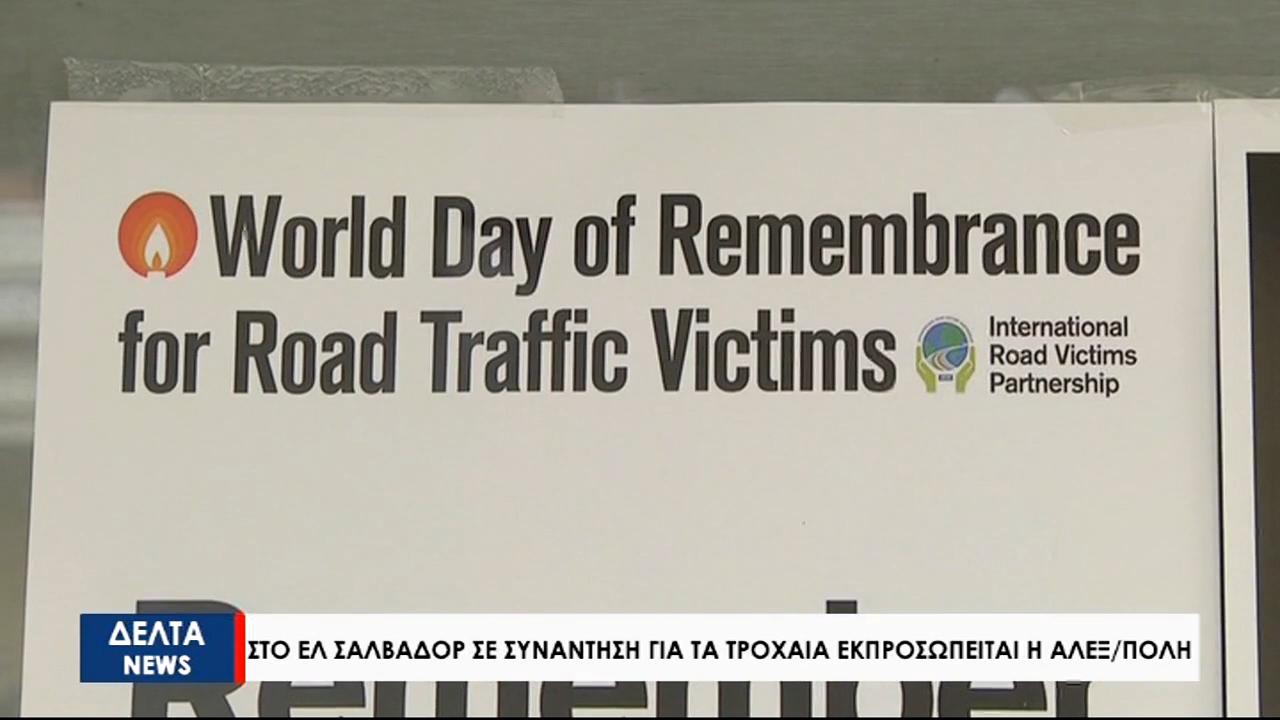 World Day of Remembrance
for Road Traffic Victims
International
Road Victims
Partnership
Remember
ΔΕΛΤΑ
NEWS
ΣΤΟ ΕΛ ΣΑΛΒΑΔΟΡ ΣΕ ΣΥΝΑΝΤΗΣΗ ΓΙΑ ΤΑ ΤΡΟΧΑΙΑ ΕΚΠΡΟΣΩΠΕΙΤΑΙ Η ΑΛΕΞ/ΠΟΛΗ